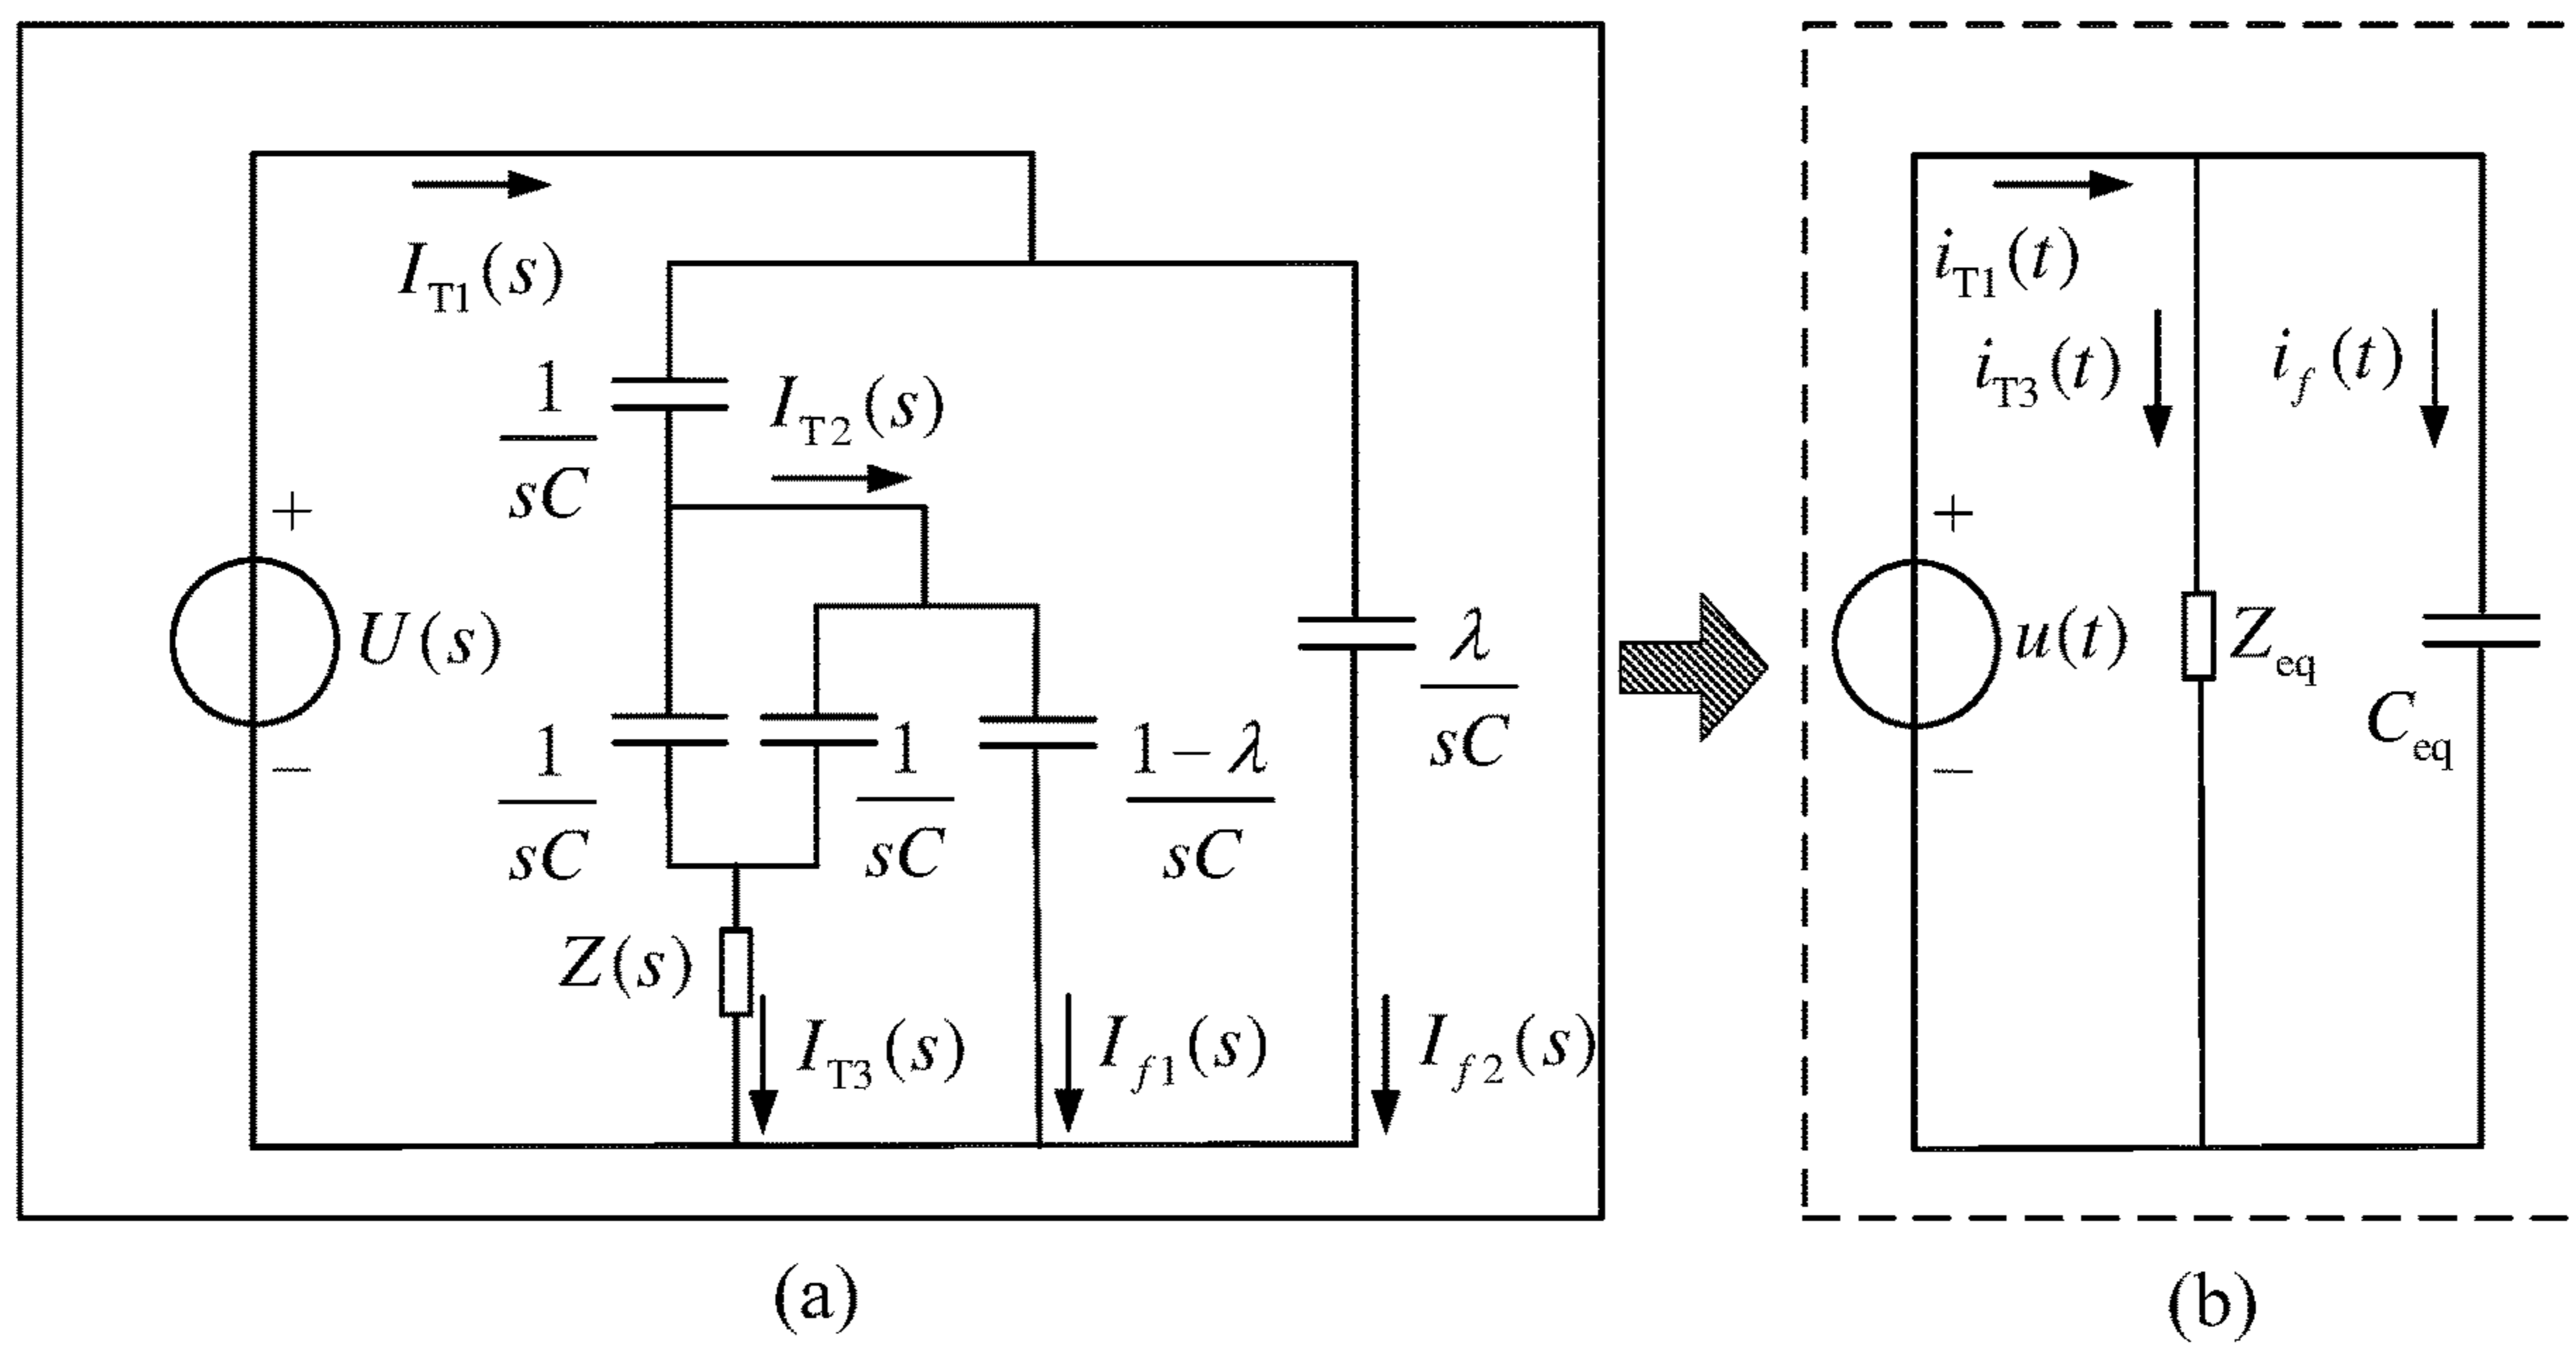 I_T1(s)
1/sC
I_T2(s)
+
U(s)
−
1/sC
1/sC
1−λ/sC
λ/sC
Z(s)
I_T3(s)
I_f1(s)
I_f2(s)
(a)
i_T1(t)
i_T3(t)
i_f(t)
+
u(t)
−
Z_eq
C_eq
(b)